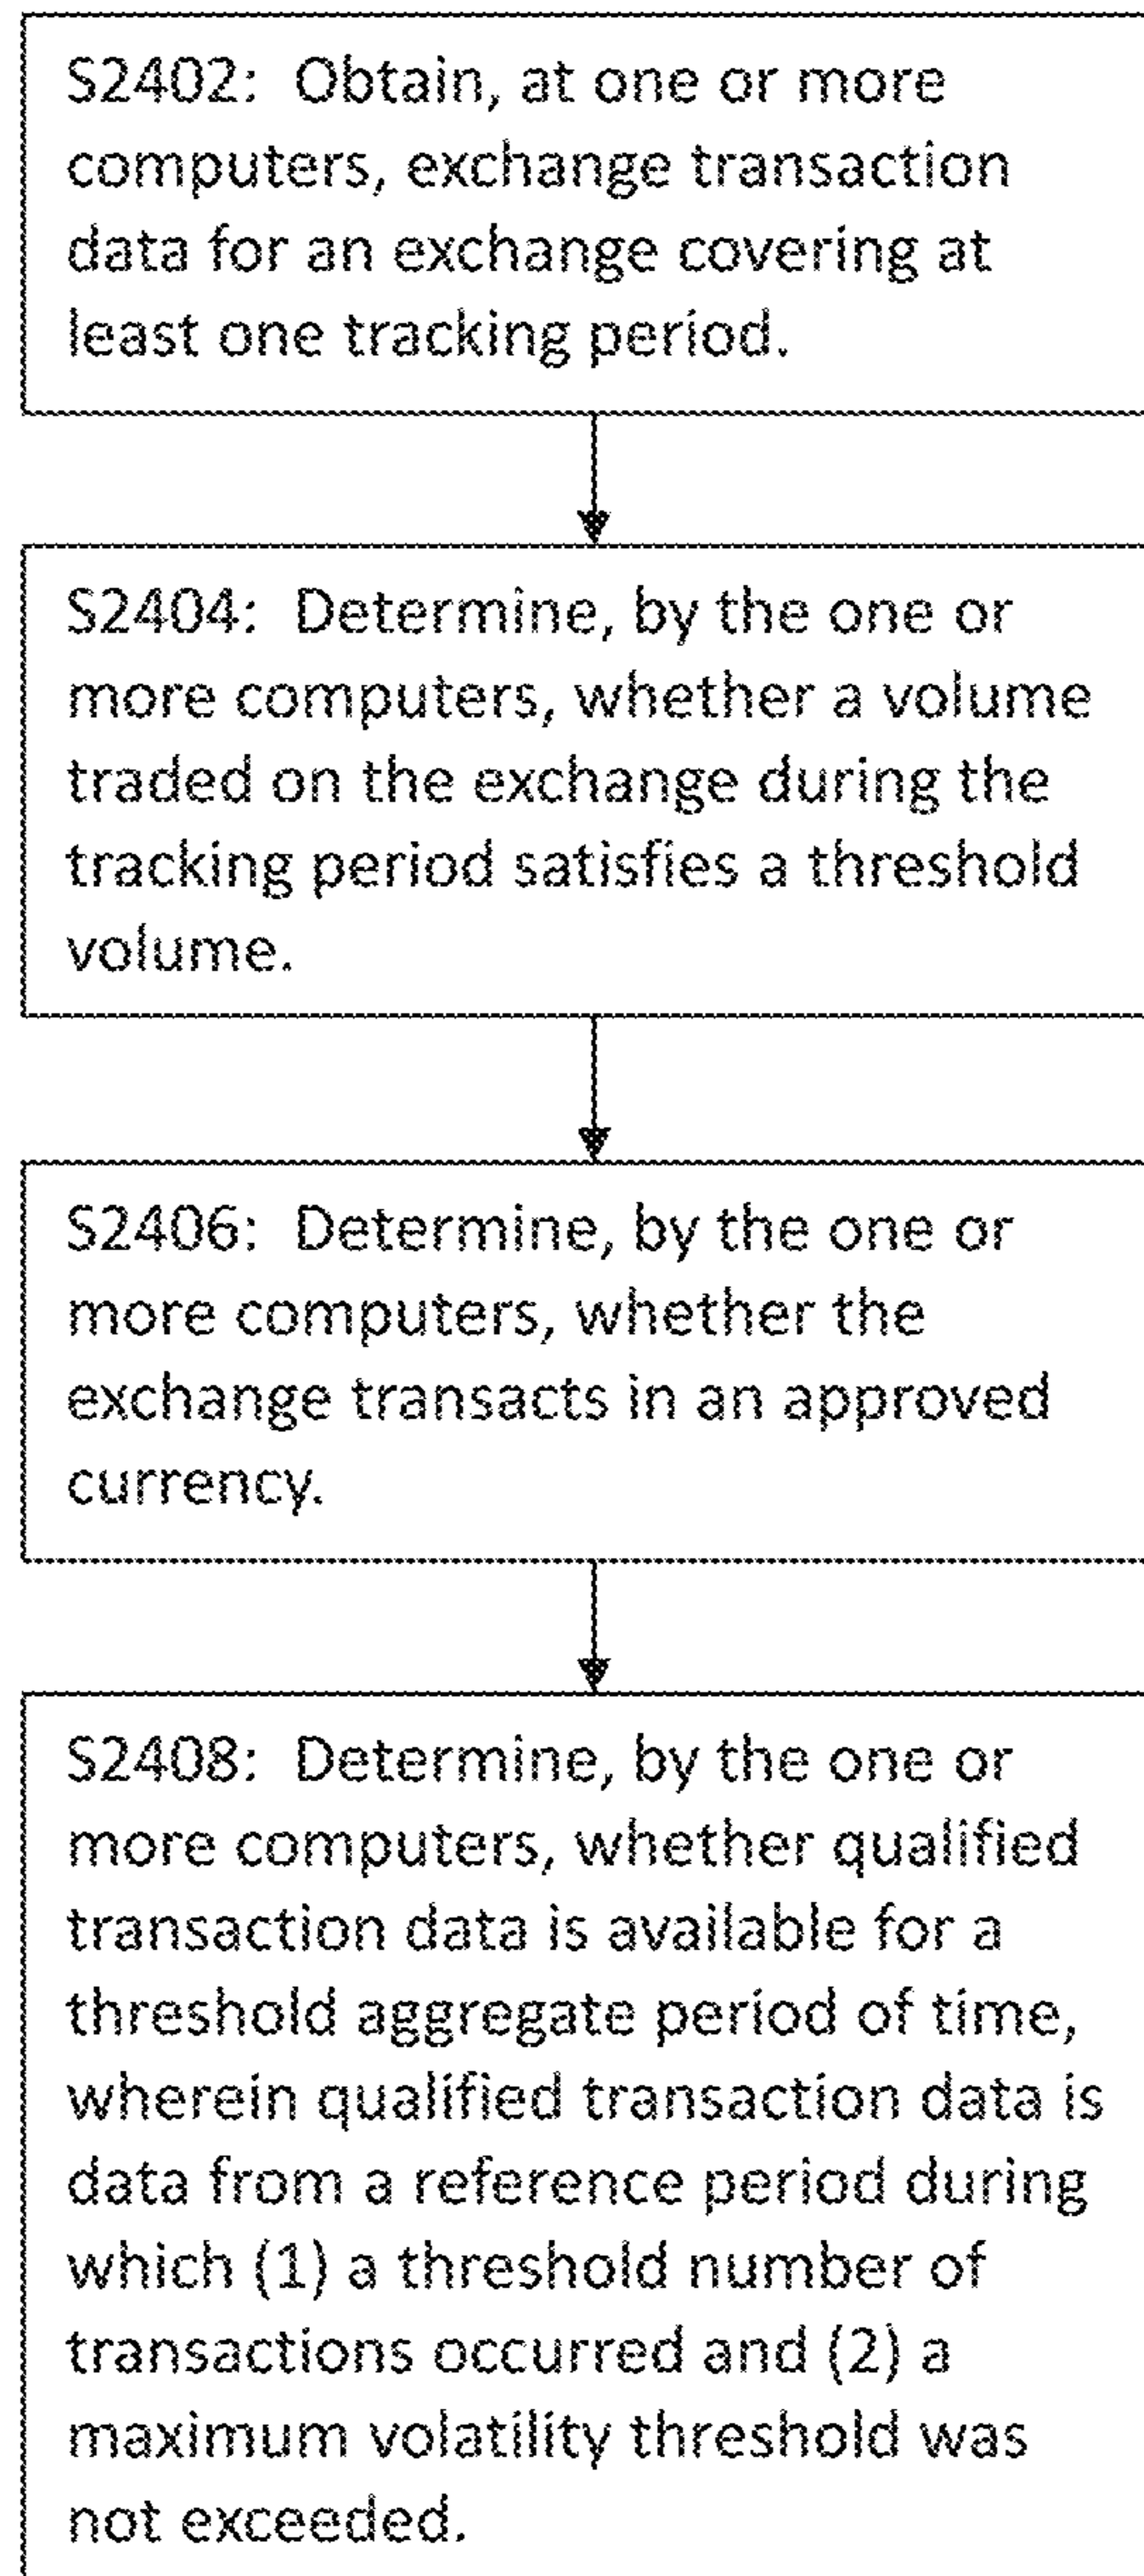 S2402:  Obtain, at one or more
computers, exchange transaction
data for an exchange covering at
least one tracking period.
S2404:  Determine, by the one or
more computers, whether a volume
traded on the exchange during the
tracking period satisfies a threshold
volume.
S2406:  Determine, by the one or
more computers, whether the
exchange transacts in an approved
currency.
S2408:  Determine, by the one or
more computers, whether qualified
transaction data is available for a
threshold aggregate period of time,
wherein qualified transaction data is
data from a reference period during
which (1) a threshold number of
transactions occurred and (2) a
maximum volatility threshold was
not exceeded.